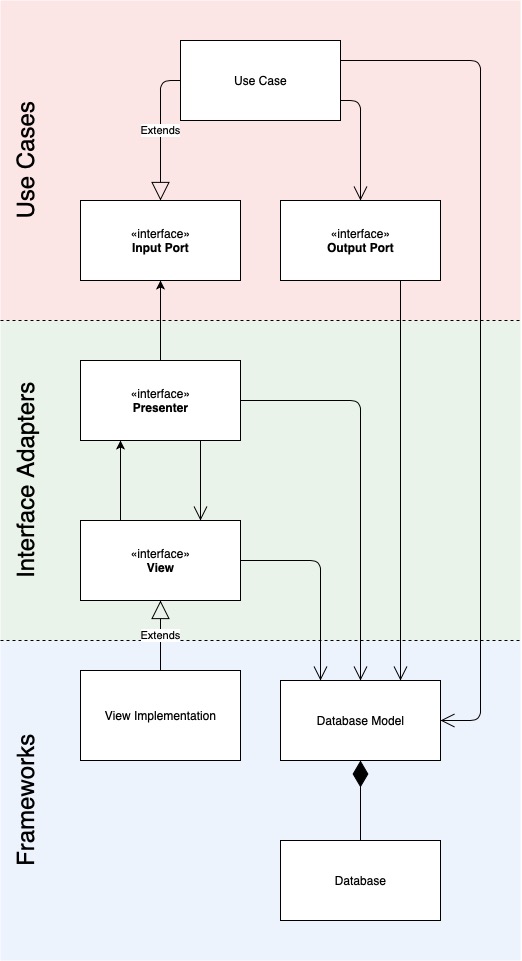 Use Cases
Use Case
Extends
«interface»
Input Port
«interface»
Output Port
Interface Adapters
«interface»
Presenter
«interface»
View
Extends
Frameworks
View Implementation
Database Model
Database